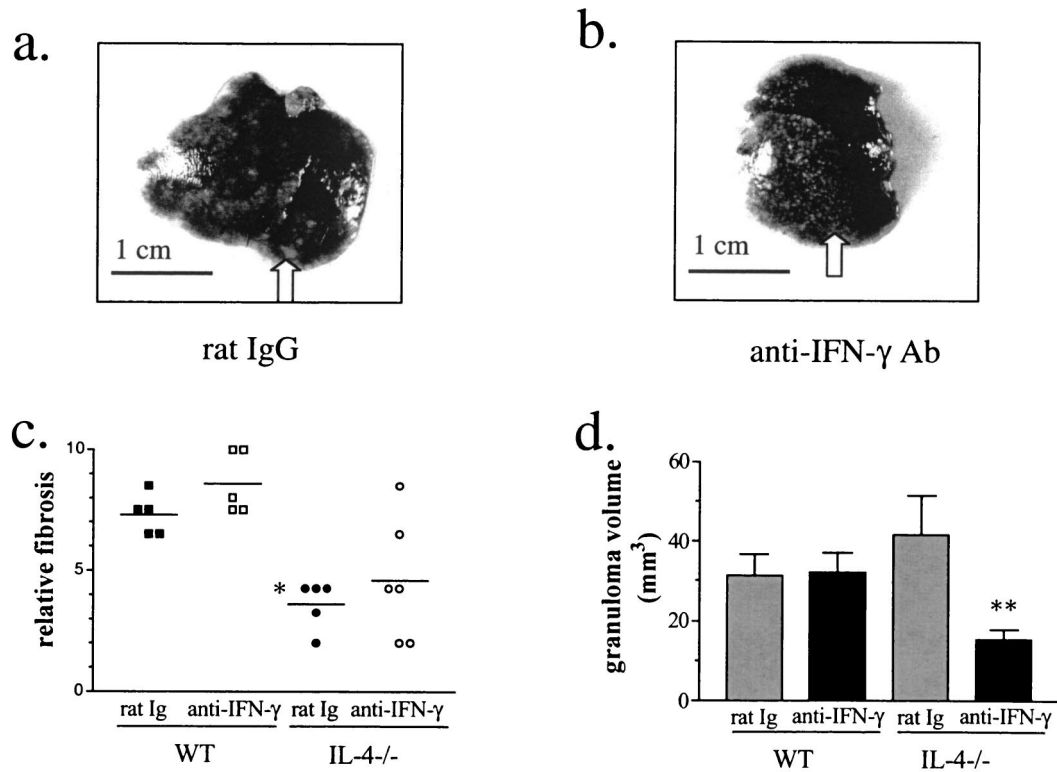 a.
1 cm
rat IgG
b.
1 cm
anti-IFN-γ Ab
c.
relative fibrosis
10
5
0
*
rat Ig anti-IFN-γ rat Ig anti-IFN-γ
WT IL-4-/-
d.
granuloma volume
(mm³)
60
40
20
0
**
rat Ig anti-IFN-γ rat Ig anti-IFN-γ
WT IL-4-/-